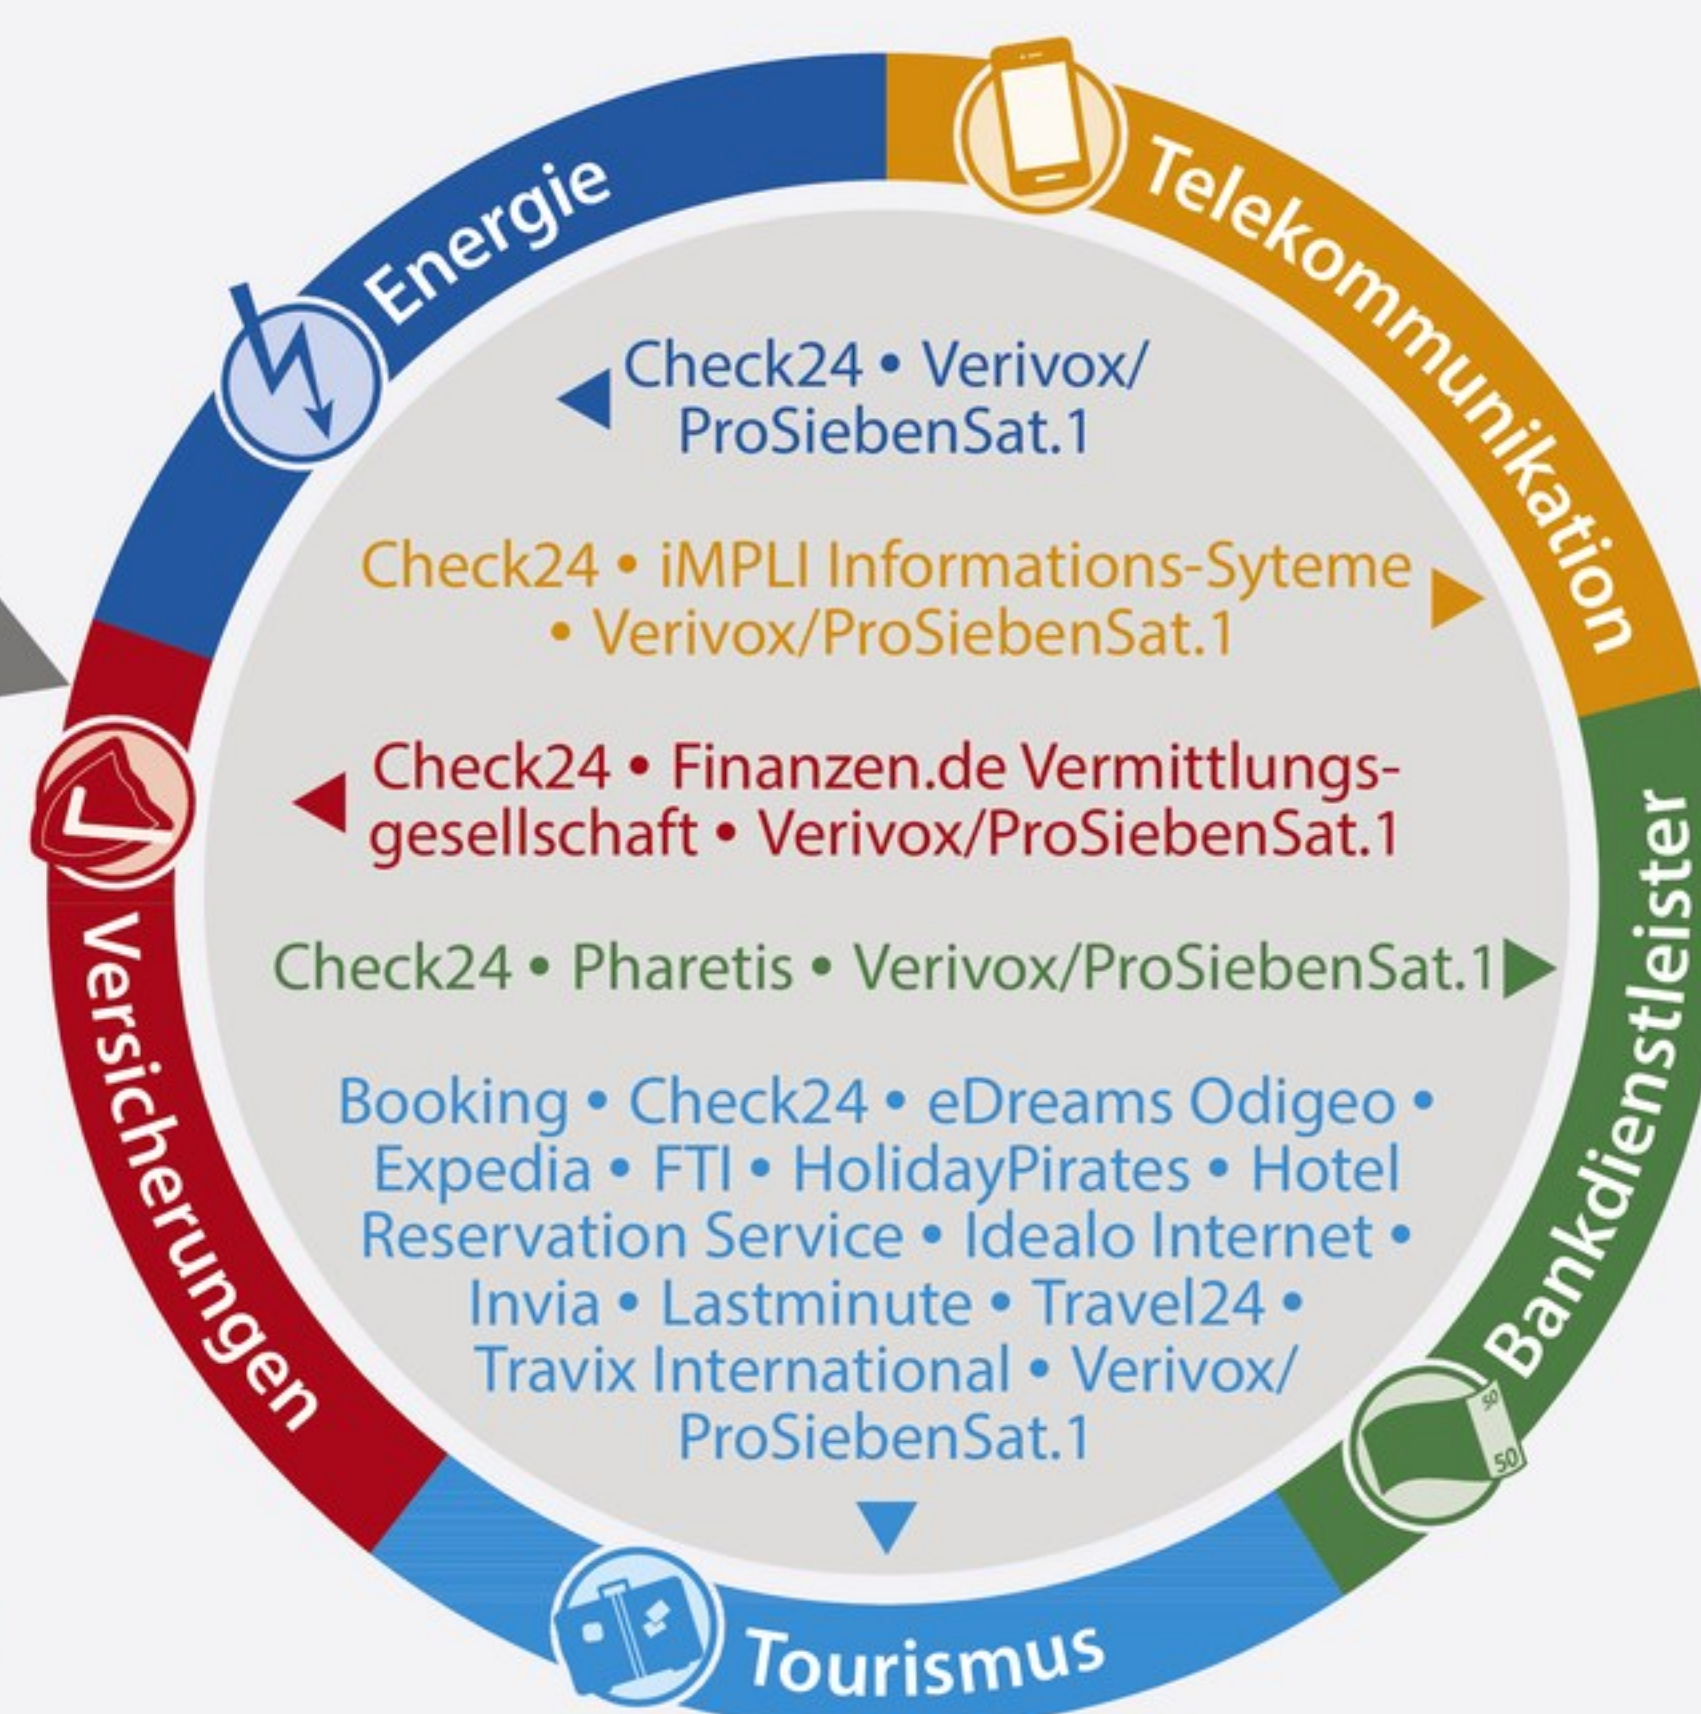 Energie
Telekommunikation
Check24 • Verivox/
ProSiebenSat.1
Check24 • iMPLI Informations-Syteme
• Verivox/ProSiebenSat.1
Check24 • Finanzen.de Vermittlungs-
gesellschaft • Verivox/ProSiebenSat.1
Check24 • Pharetis • Verivox/ProSiebenSat.1
Booking • Check24 • eDreams Odigeo •
Expedia • FTI • HolidayPirates • Hotel
Reservation Service • Idealo Internet •
Invia • Lastminute • Travel24 •
Travix International • Verivox/
ProSiebenSat.1
Versicherungen
Bankdienstleister
50
50
Tourismus